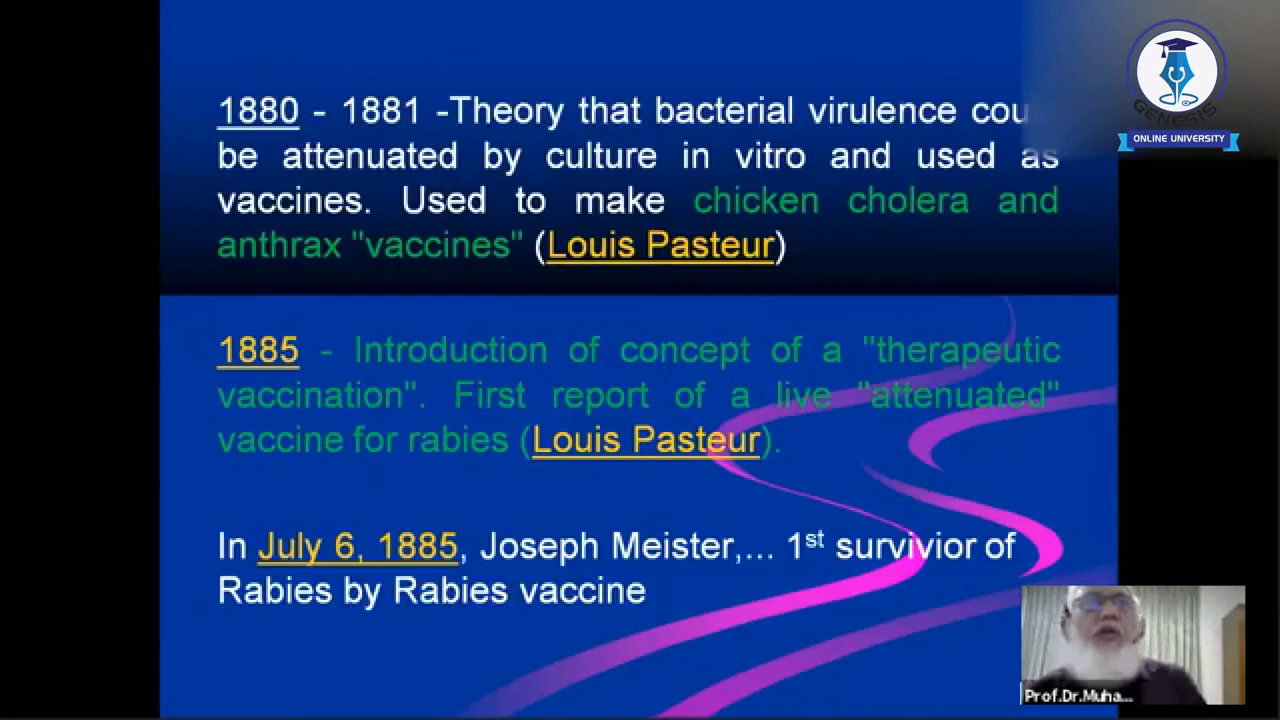 1880 - 1881 -Theory that bacterial virulence cou
be attenuated by culture in vitro and used as
vaccines. Used to make chicken cholera and
anthrax "vaccines" (Louis Pasteur)
1885 - Introduction of concept of a "therapeutic
vaccination". First report of a live "attenuated"
vaccine for rabies (Louis Pasteur).
In July 6, 1885, Joseph Meister,... 1st survivior of
Rabies by Rabies vaccine
GENESIS
ONLINE UNIVERSITY
Prof.Dr.Muha...